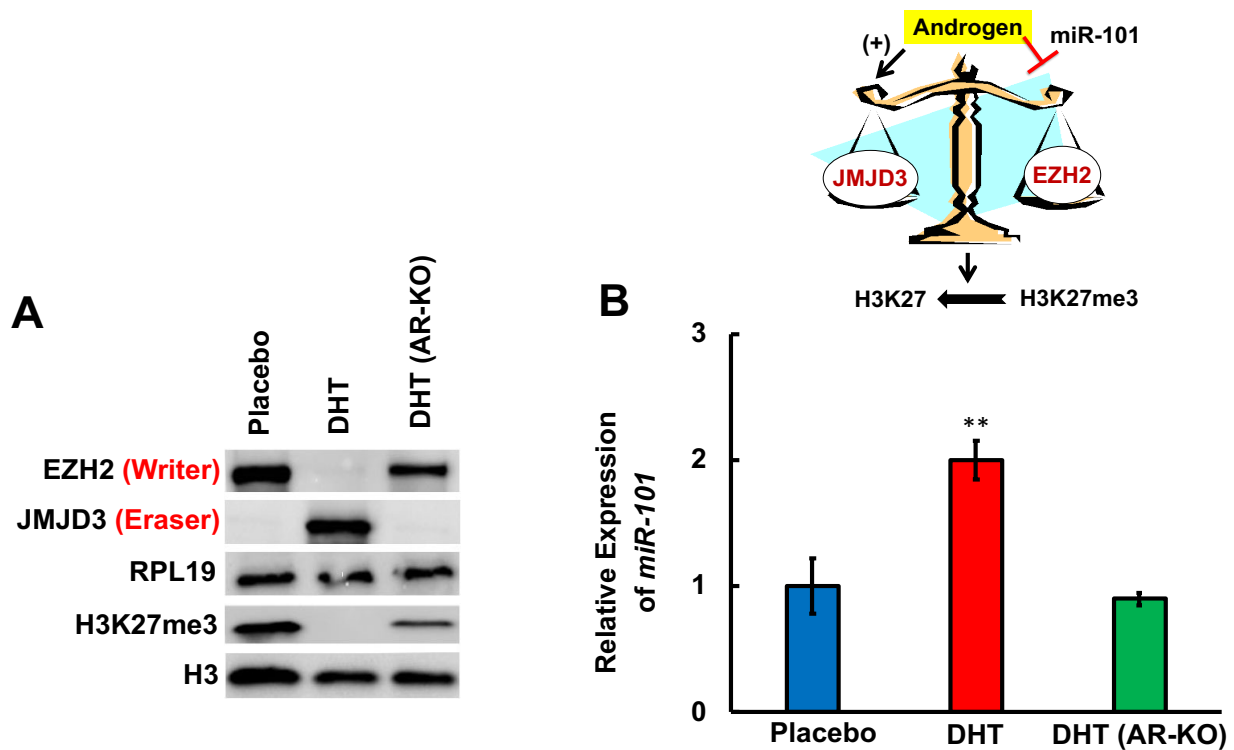 Androgen
(+)
miR-101
JMJD3
EZH2
H3K27
H3K27me3
A
Placebo
DHT
DHT (AR-KO)
EZH2 (Writer)
JMJD3 (Eraser)
RPL19
H3K27me3
H3
B
Relative Expression
of miR-101
3
2
1
0
**
Placebo
DHT
DHT (AR-KO)